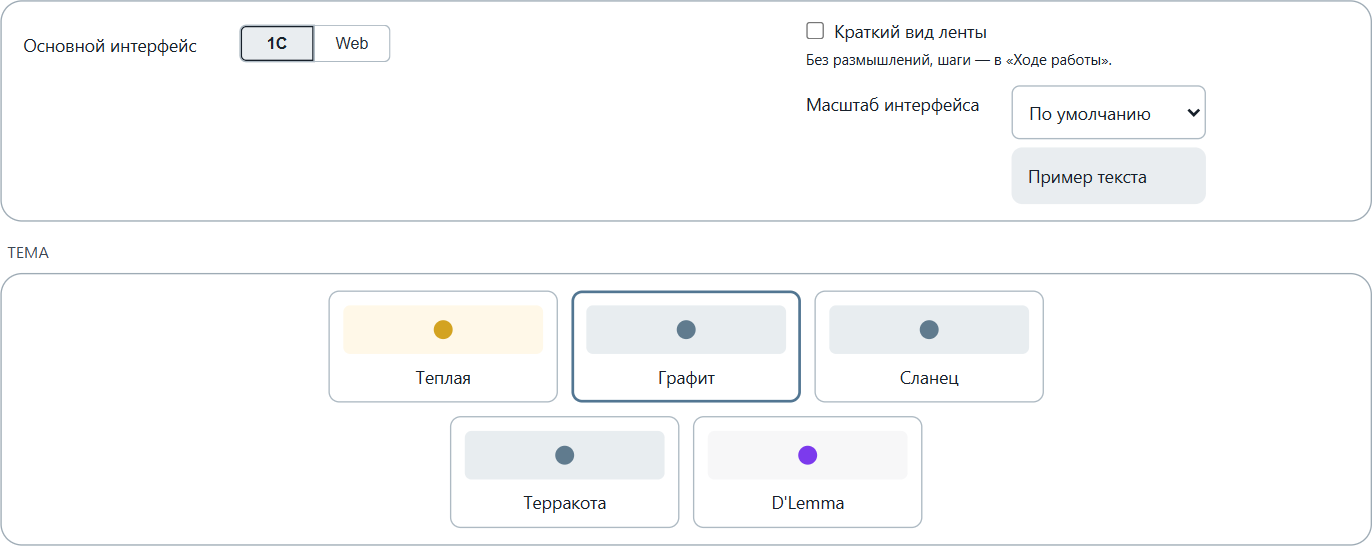 Основной интерфейс
1C
Web
Краткий вид ленты
Без размышлений, шаги — в «Ходе работы».
Масштаб интерфейса
По умолчанию
Пример текста
ТЕМА
Теплая
Графит
Сланец
Терракота
D'Lemma